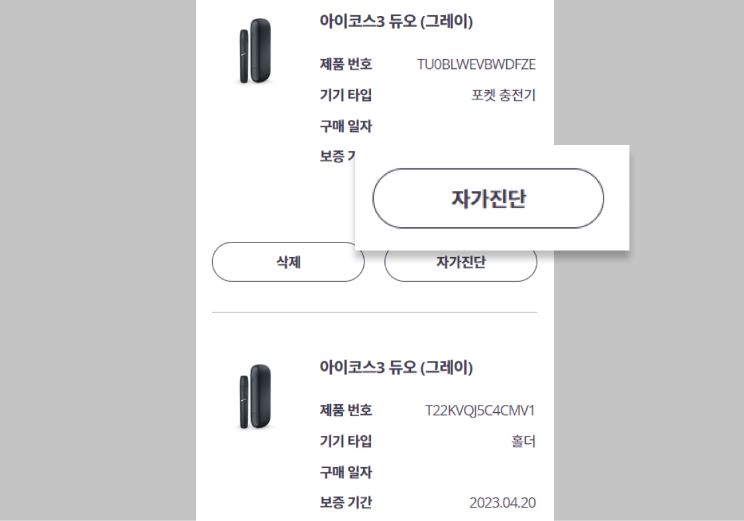 아이코스3 듀오 (그레이)
제품 번호 TU0BLWEVBWDFZE
기기 타입 포켓 충전기
구매 일자
보증
자가진단
삭제 자가진단
아이코스3 듀오 (그레이)
제품 번호 T22KVQJ5C4CMV1
기기 타입 홀더
구매 일자
보증 기간 2023.04.20